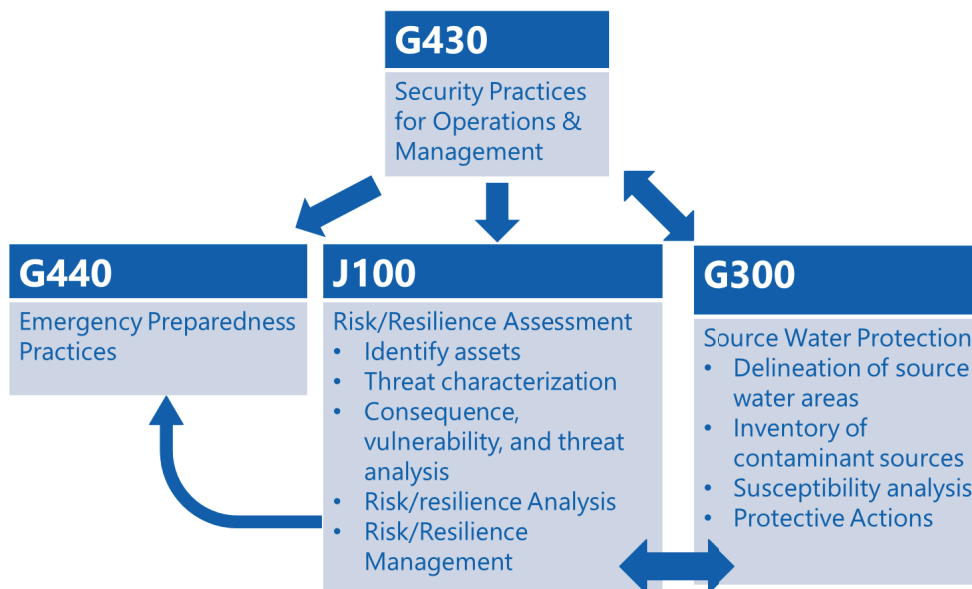 G430
Security Practices
for Operations &
Management
G440
Emergency Preparedness
Practices
J100
Risk/Resilience Assessment
• Identify assets
• Threat characterization
• Consequence,
vulnerability, and threat
analysis
• Risk/resilience Analysis
• Risk/Resilience
Management
G300
Source Water Protection
• Delineation of source
water areas
• Inventory of
contaminant sources
• Susceptibility analysis
• Protective Actions